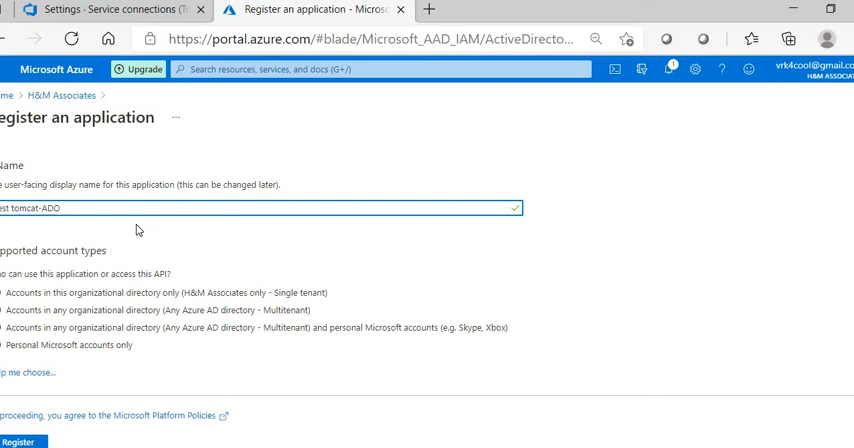 Settings · Service connections (To
Register an application - Microso
https://portal.azure.com/#blade/Microsoft_AAD_IAM/ActiveDirecto...
Microsoft Azure
Upgrade
Search resources, services, and docs (G+/)
1
vrk4cool@gmail.co
H&M ASSOCIAT
me > H&M Associates >
egister an application ...
Name
e user-facing display name for this application (this can be changed later).
est tomcat-ADO
pported account types
o can use this application or access this API?
Accounts in this organizational directory only (H&M Associates only - Single tenant)
Accounts in any organizational directory (Any Azure AD directory - Multitenant)
Accounts in any organizational directory (Any Azure AD directory - Multitenant) and personal Microsoft accounts (e.g. Skype, Xbox)
Personal Microsoft accounts only
lp me choose...
proceeding, you agree to the Microsoft Platform Policies
Register